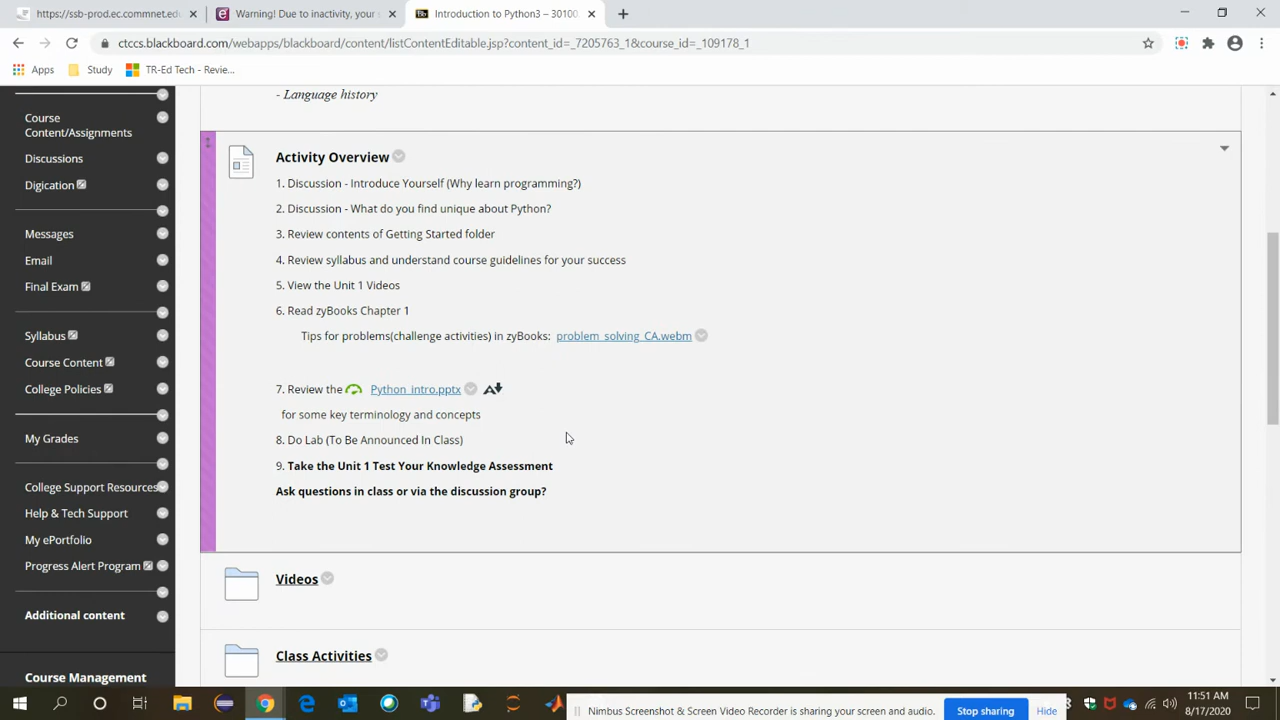 https://ssb-prod.ec.commnet.ed
Warning! Due to inactivity, your s
Introduction to Python3 – 30100.
ctccs.blackboard.com/webapps/blackboard/content/listContentEditable.jsp?content_id=_7205763_1&course_id=_109178_1
Apps
Study
TR-Ed Tech - Revie...
Course Content/Assignments
Discussions
Digication
Messages
Email
Final Exam
Syllabus
Course Content
College Policies
My Grades
College Support Resources
Help & Tech Support
My ePortfolio
Progress Alert Program
Additional content
Course Management
- Language history
Activity Overview
1. Discussion - Introduce Yourself (Why learn programming?)
2. Discussion - What do you find unique about Python?
3. Review contents of Getting Started folder
4. Review syllabus and understand course guidelines for your success
5. View the Unit 1 Videos
6. Read zyBooks Chapter 1
Tips for problems(challenge activities) in zyBooks: problem_solving_CA.webm
7. Review the Python_intro.pptx
for some key terminology and concepts
8. Do Lab (To Be Announced In Class)
9. Take the Unit 1 Test Your Knowledge Assessment
Ask questions in class or via the discussion group?
Videos
Class Activities
Nimbus Screenshot & Screen Video Recorder is sharing your screen and audio.
Stop sharing
Hide
11:51 AM
8/17/2020